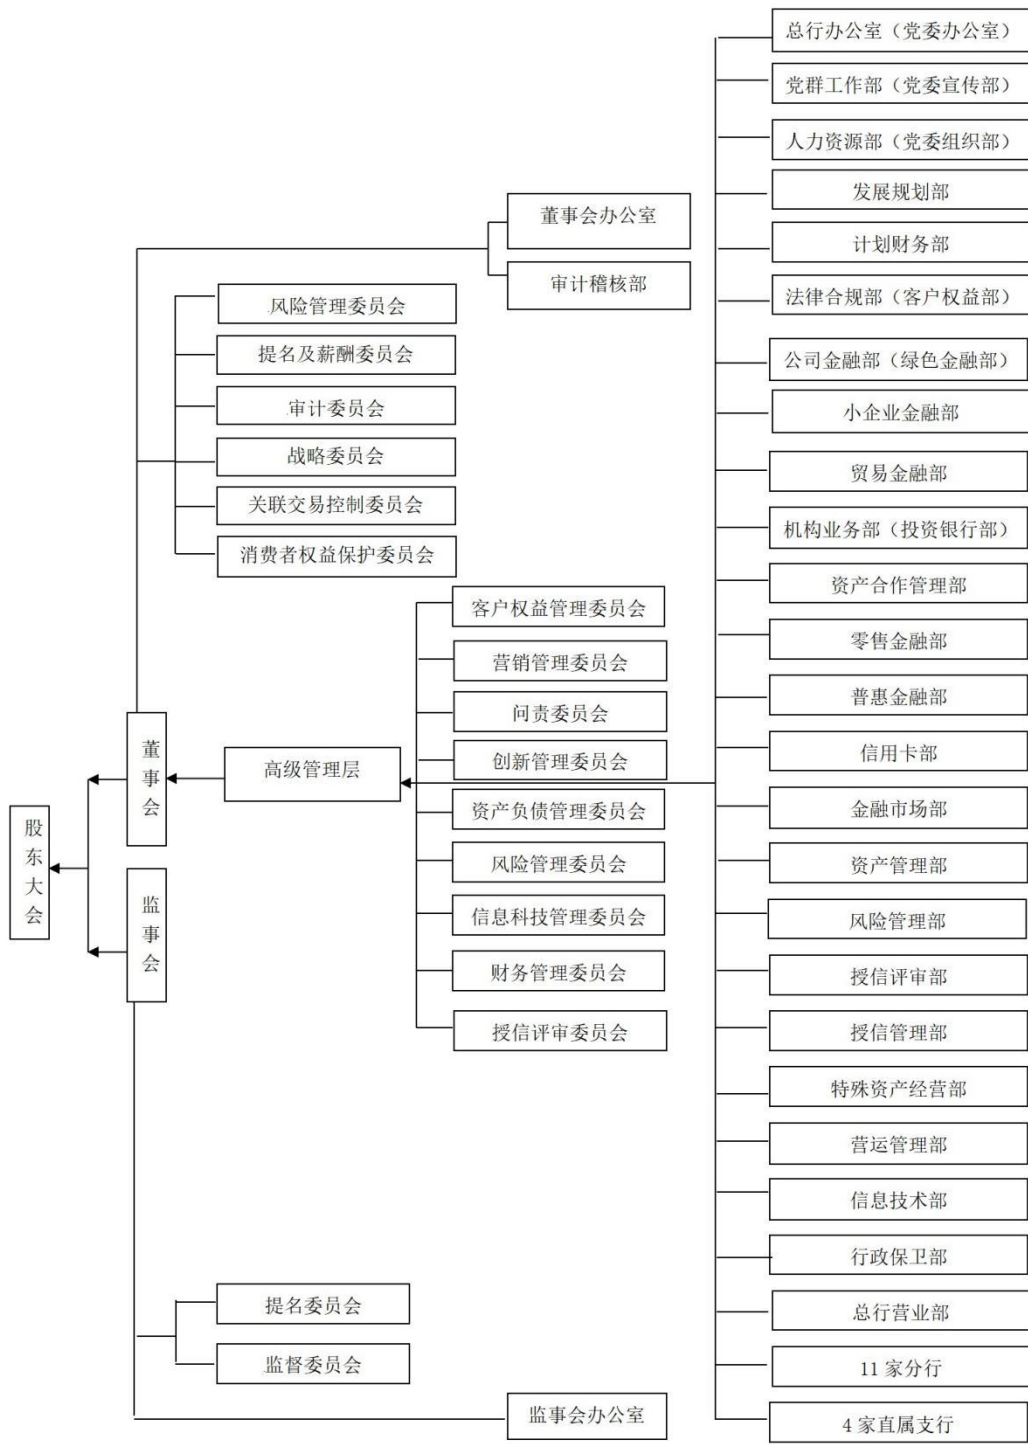 股东大会
董事会
监事会
高级管理层
董事会办公室
审计稽核部
风险管理委员会
提名及薪酬委员会
审计委员会
战略委员会
关联交易控制委员会
消费者权益保护委员会
客户权益管理委员会
营销管理委员会
问责委员会
创新管理委员会
资产负债管理委员会
风险管理委员会
信息科技管理委员会
财务管理委员会
授信评审委员会
提名委员会
监督委员会
监事会办公室
总行办公室（党委办公室）
党群工作部（党委宣传部）
人力资源部（党委组织部）
发展规划部
计划财务部
法律合规部（客户权益部）
公司金融部（绿色金融部）
小企业金融部
贸易金融部
机构业务部（投资银行部）
资产合作管理部
零售金融部
普惠金融部
信用卡部
金融市场部
资产管理部
风险管理部
授信评审部
授信管理部
特殊资产经营部
营运管理部
信息技术部
行政保卫部
总行营业部
11 家分行
4 家直属支行